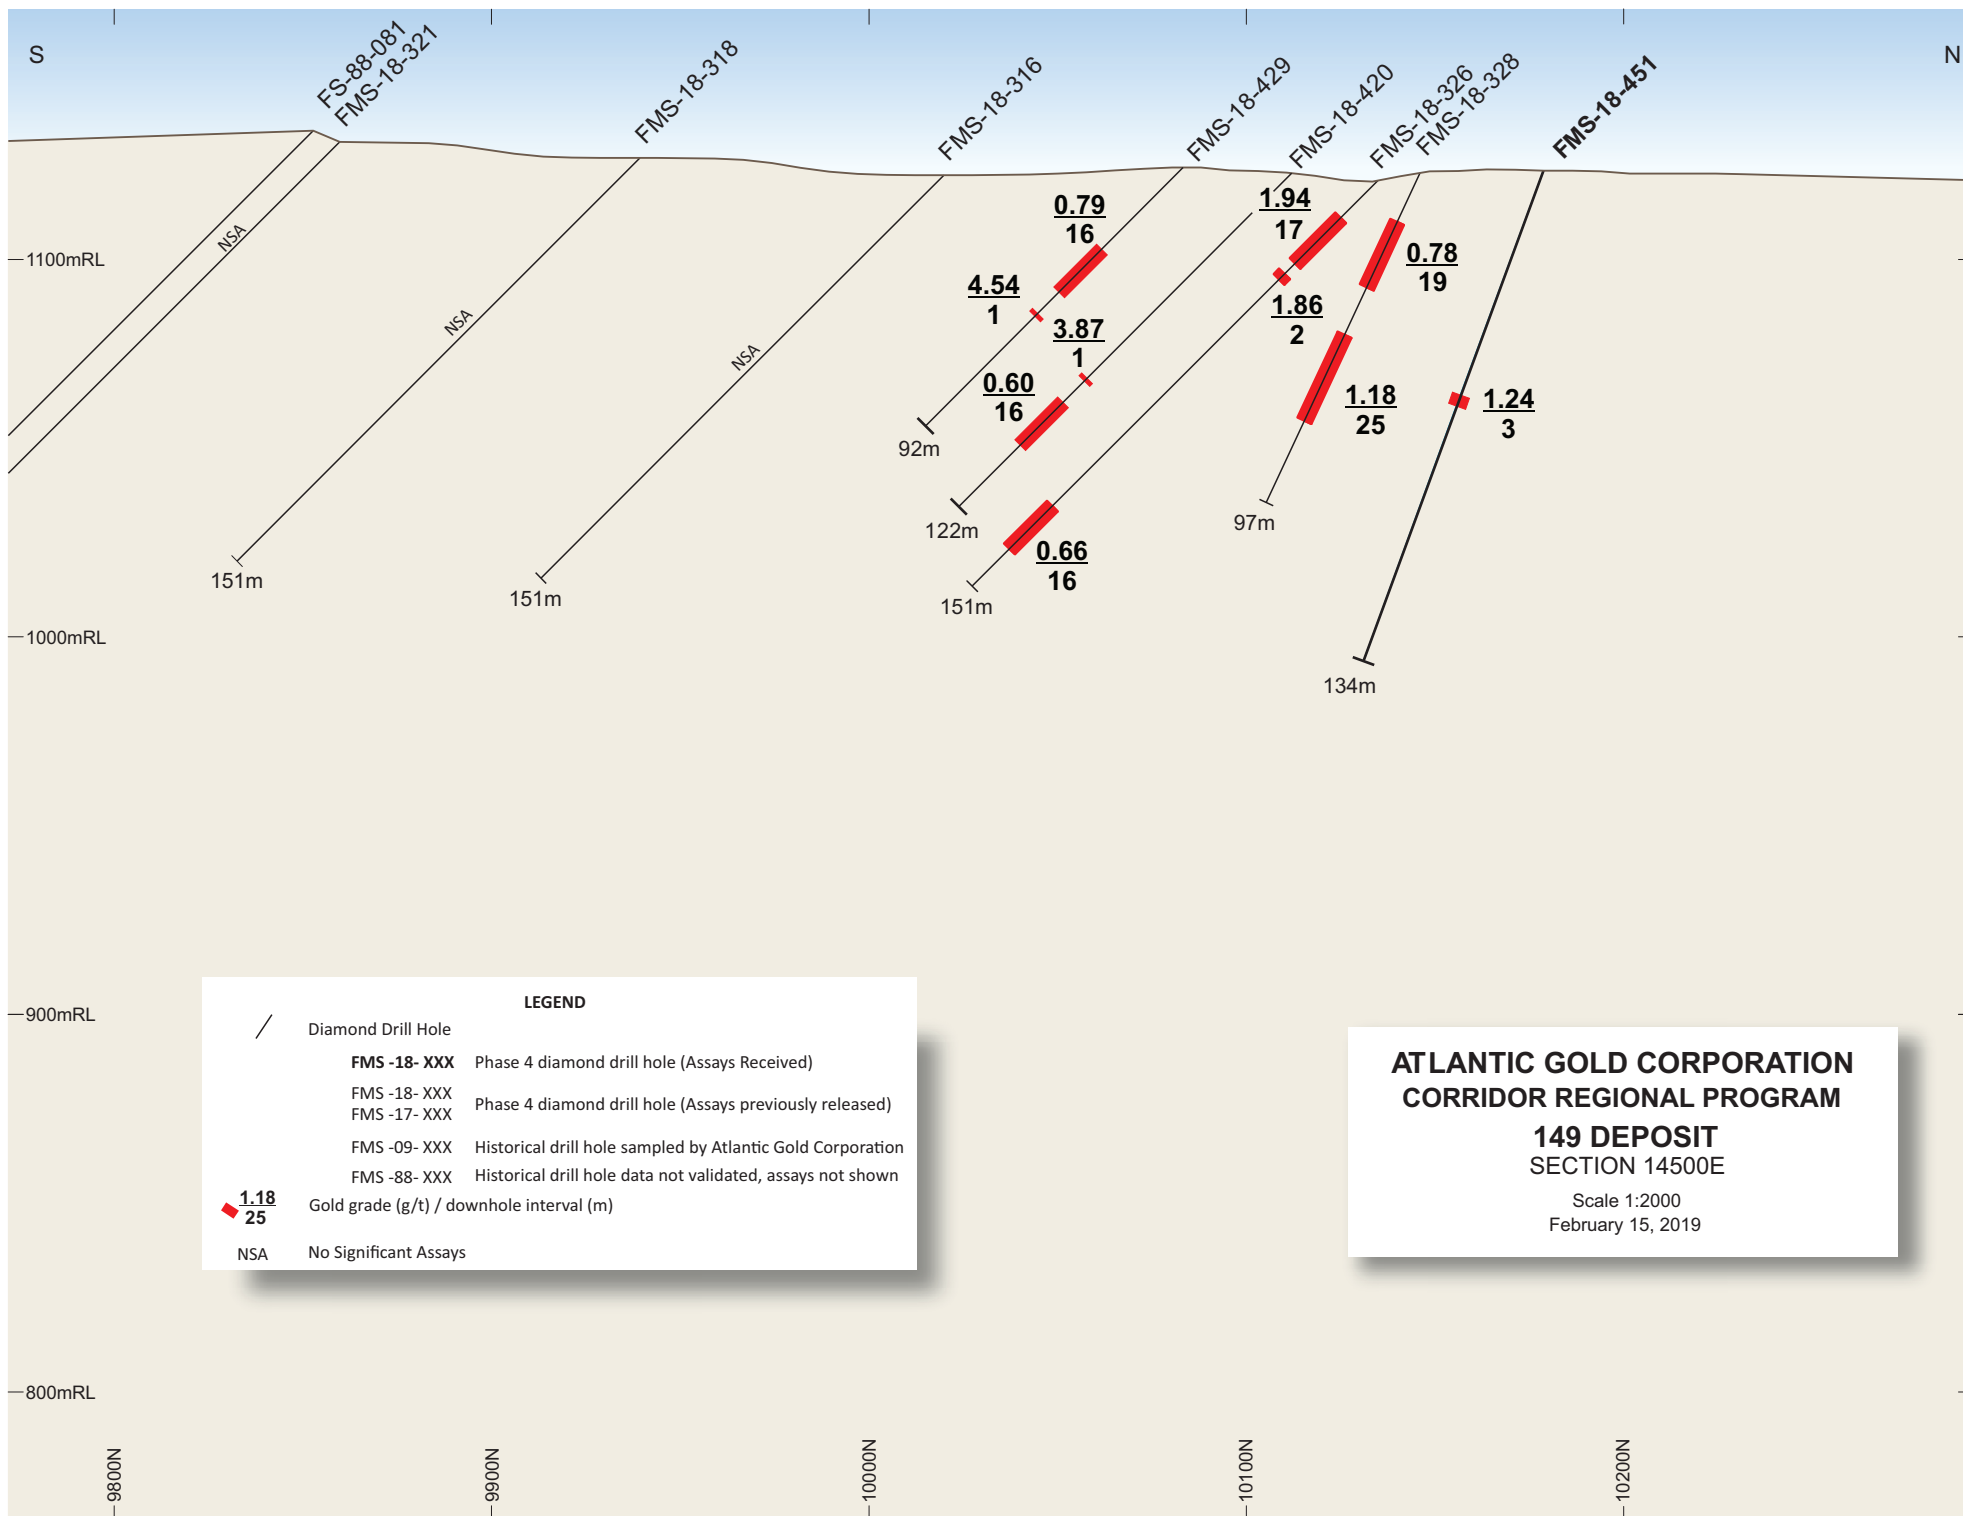 S
N
FS-88-081
FMS-18-321
FMS-18-318
FMS-18-316
FMS-18-429
FMS-18-420
FMS-18-326
FMS-18-328
FMS-18-451
1100mRL
1000mRL
900mRL
800mRL
NSA
NSA
NSA
0.79
16
4.54
1
3.87
1
0.60
16
1.94
17
1.86
2
0.66
16
0.78
19
1.18
25
1.24
3
151m
151m
92m
122m
151m
97m
134m
LEGEND
Diamond Drill Hole
FMS -18- XXX Phase 4 diamond drill hole (Assays Received)
FMS -18- XXX
FMS -17- XXX Phase 4 diamond drill hole (Assays previously released)
FMS -09- XXX Historical drill hole sampled by Atlantic Gold Corporation
FMS -88- XXX Historical drill hole data not validated, assays not shown
1.18
25
Gold grade (g/t) / downhole interval (m)
NSA No Significant Assays
ATLANTIC GOLD CORPORATION
CORRIDOR REGIONAL PROGRAM
149 DEPOSIT
SECTION 14500E
Scale 1:2000
February 15, 2019
9800N
9900N
10000N
10100N
10200N